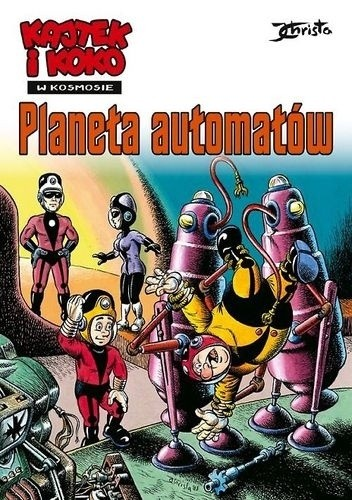 KAJTEK
i KOKO
Christa
W KOSMOSIE
Planeta automatów